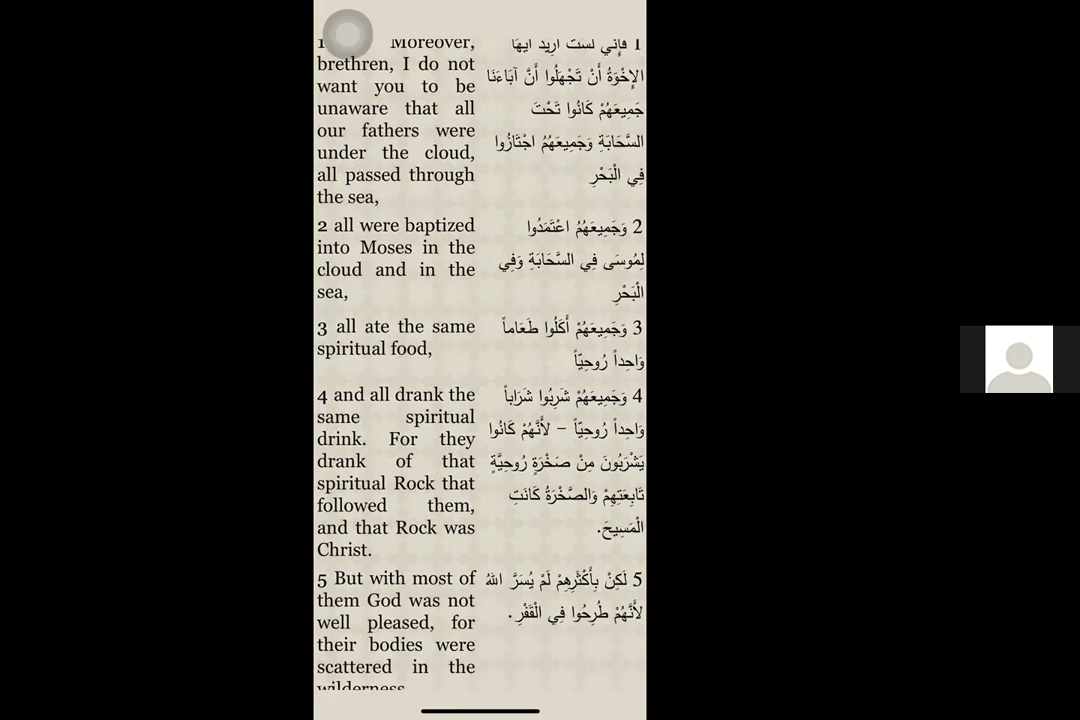 1 Moreover,
brethren, I do not
want you to be
unaware that all
our fathers were
under the cloud,
all passed through
the sea,
2 all were baptized
into Moses in the
cloud and in the
sea,
3 all ate the same
spiritual food,
4 and all drank the
same spiritual
drink. For they
drank of that
spiritual Rock that
followed them,
and that Rock was
Christ.
5 But with most of
them God was not
well pleased, for
their bodies were
scattered in the
wilderness
1 فإني لست اريد ايها
الإِخْوَةُ أَنْ تَجْهَلُوا أَنَّ آبَاءَنَا
جَمِيعَهُمْ كَانُوا تَحْتَ
السَّحَابَةِ وَجَمِيعَهُمُ اجْتَازُوا
فِي الْبَحْرِ
2 وَجَمِيعَهُمُ اعْتَمَدُوا
لِمُوسَى فِي السَّحَابَةِ وَفِي
الْبَحْرِ
3 وَجَمِيعَهُمْ أَكَلُوا طَعَاماً
وَاحِداً رُوحِيّاً
4 وَجَمِيعَهُمْ شَرِبُوا شَرَاباً
وَاحِداً رُوحِيّاً – لأَنَّهُمْ كَانُوا
يَشْرَبُونَ مِنْ صَخْرَةٍ رُوحِيَّةٍ
تَابِعَتِهِمْ وَالصَّخْرَةُ كَانَتِ
الْمَسِيحَ.
5 لَكِنْ بِأَكْثَرِهِمْ لَمْ يُسَرَّ اللهُ
لأَنَّهُمْ طُرِحُوا فِي الْقَفْرِ.